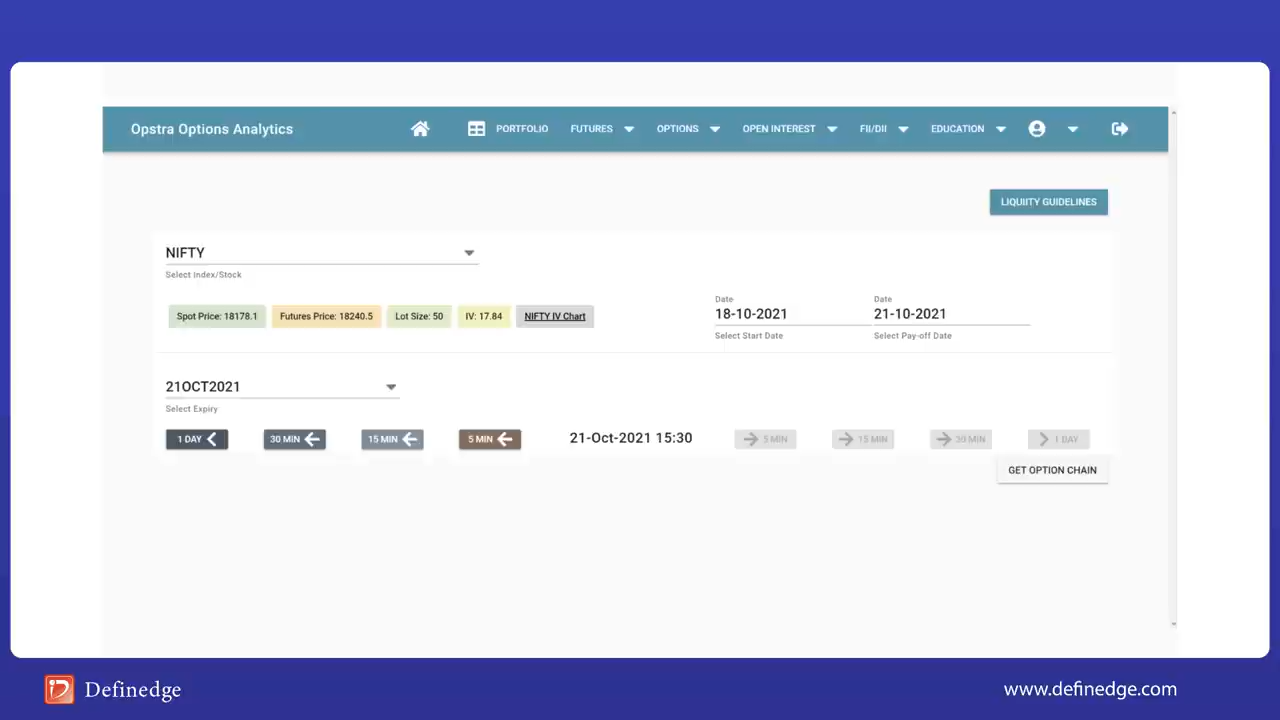 Opstra Options Analytics PORTFOLIO FUTURES OPTIONS OPEN INTEREST FII/DII EDUCATION
LIQUIITY GUIDELINES
NIFTY
Select Index/Stock
Spot Price: 18178.1 Futures Price: 18240.5 Lot Size: 50 IV: 17.84 NIFTY IV Chart
Date Date
18-10-2021 21-10-2021
Select Start Date Select Pay-off Date
21OCT2021
Select Expiry
1 DAY 30 MIN 15 MIN 5 MIN 21-Oct-2021 15:30 5 MIN 15 MIN 30 MIN 1 DAY
GET OPTION CHAIN
Definedge www.definedge.com